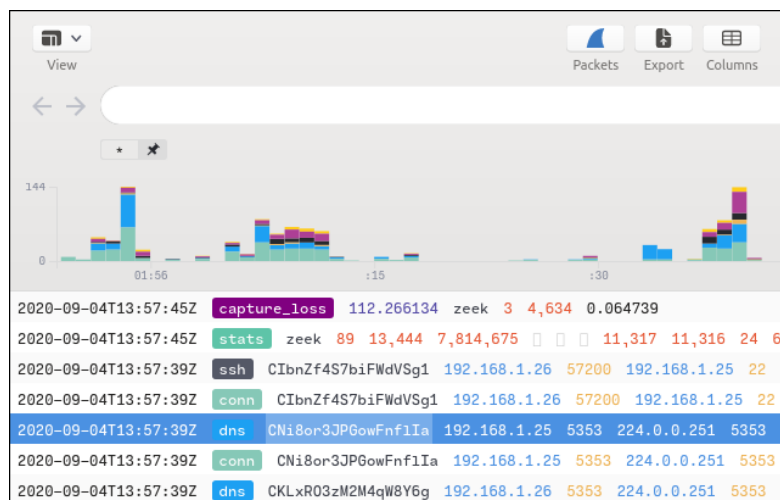 View Packets Export Columns
*
144
0
01:56 :15 :30
2020-09-04T13:57:45Z capture_loss 112.266134 zeek 3 4,634 0.064739
2020-09-04T13:57:45Z stats zeek 89 13,444 7,814,675 11,317 11,316 24 6
2020-09-04T13:57:39Z ssh CIbnZf4S7biFWdVSg1 192.168.1.26 57200 192.168.1.25 22
2020-09-04T13:57:39Z conn CIbnZf4S7biFWdVSg1 192.168.1.26 57200 192.168.1.25 22
2020-09-04T13:57:39Z dns CNi8or3JPGowFnflIa 192.168.1.25 5353 224.0.0.251 5353
2020-09-04T13:57:39Z conn CNi8or3JPGowFnflIa 192.168.1.25 5353 224.0.0.251 5353
2020-09-04T13:57:39Z dns CKLxRO3zM2M4qW8Y6g 192.168.1.26 5353 224.0.0.251 5353